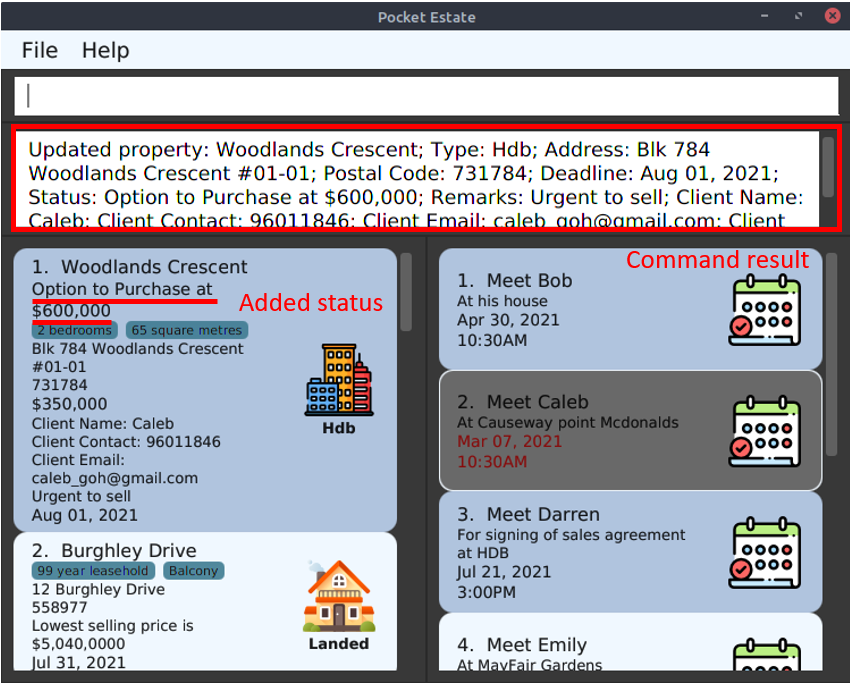 Pocket Estate
File Help
Updated property: Woodlands Crescent; Type: Hdb; Address: Blk 784
Woodlands Crescent #01-01; Postal Code: 731784; Deadline: Aug 01, 2021;
Status: Option to Purchase at $600,000; Remarks: Urgent to sell; Client Name:
Caleb; Client Contact: 96011846; Client Email: caleb_goh@gmail.com; Client
Command result
1. Woodlands Crescent
Option to Purchase at
$600,000
Added status
2 bedrooms 65 square metres
Blk 784 Woodlands Crescent
#01-01
731784
$350,000
Client Name: Caleb
Client Contact: 96011846
Client Email:
caleb_goh@gmail.com
Urgent to sell
Aug 01, 2021
Hdb
2. Burghley Drive
99 year leasehold Balcony
12 Burghley Drive
558977
Lowest selling price is
$5,040,0000
Jul 31, 2021
Landed
1. Meet Bob
At his house
Apr 30, 2021
10:30AM
2. Meet Caleb
At Causeway point Mcdonalds
Mar 07, 2021
10:30AM
3. Meet Darren
For signing of sales agreement
at HDB
Jul 21, 2021
3:00PM
4. Meet Emily
At MayFair Gardens